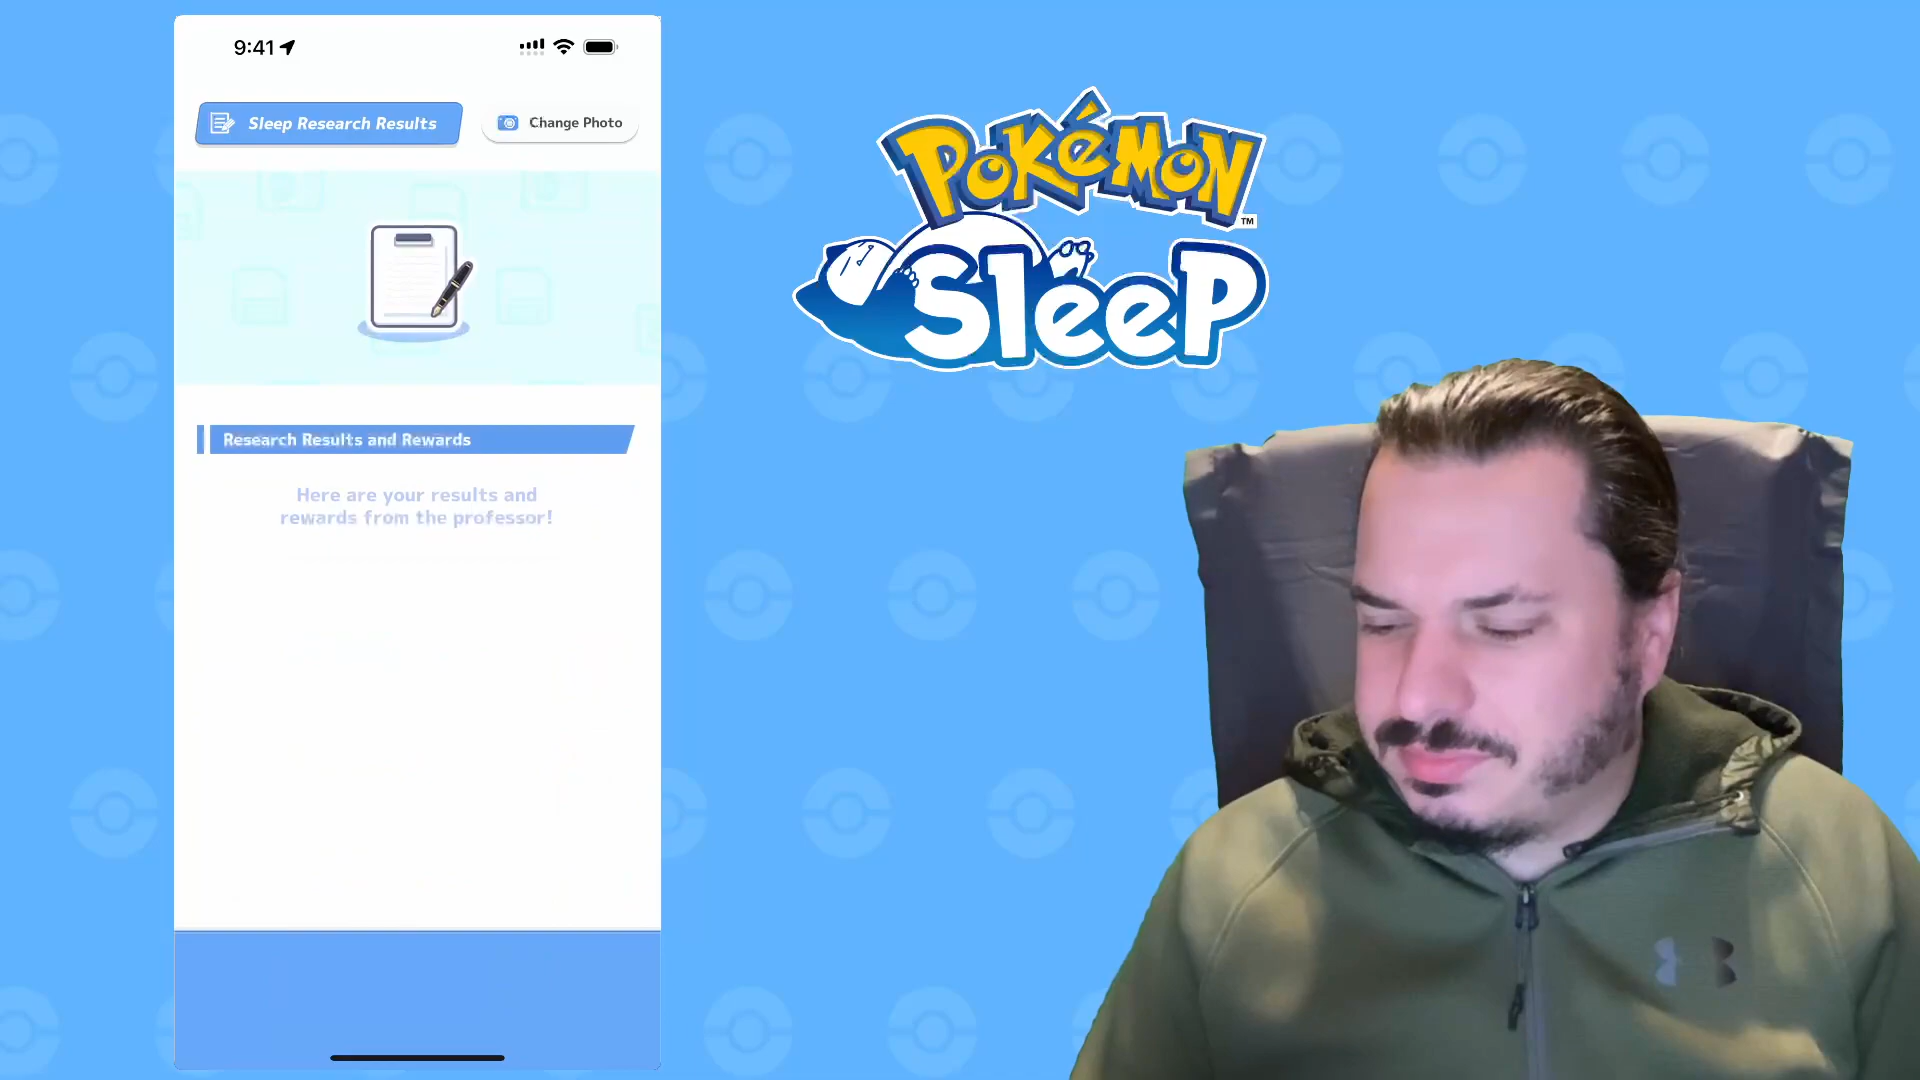 9:41
Sleep Research Results
Change Photo
Research Results and Rewards
Here are your results and
rewards from the professor!
POKéMON
TM
Sleep